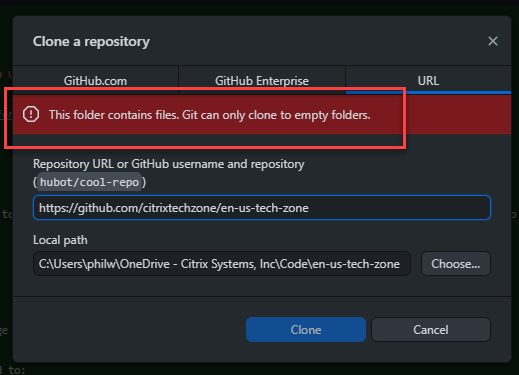 Clone a repository
GitHub.com
GitHub Enterprise
URL
This folder contains files. Git can only clone to empty folders.
Repository URL or GitHub username and repository
(hubot/cool-repo)
https://github.com/citrixtechzone/en-us-tech-zone
Local path
C:\Users\philw\OneDrive - Citrix Systems, Inc\Code\en-us-tech-zone
Choose...
Clone
Cancel
d to: